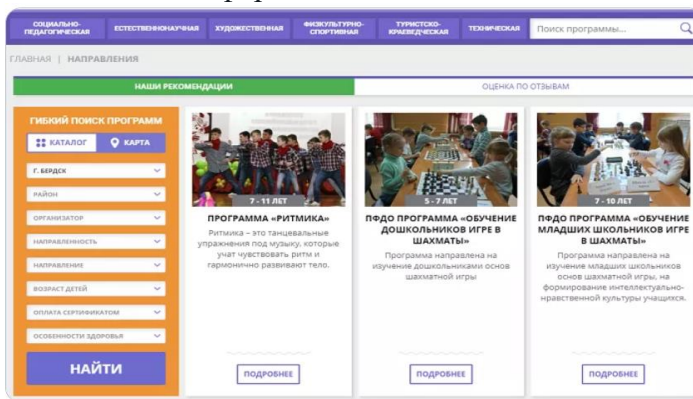 СОЦИАЛЬНО-
ПЕДАГОГИЧЕСКАЯ
ЕСТЕСТВЕННОНАУЧНАЯ
ХУДОЖЕСТВЕННАЯ
ФИЗКУЛЬТУРНО-
СПОРТИВНАЯ
ТУРИСТСКО-
КРАЕВЕДЧЕСКАЯ
ТЕХНИЧЕСКАЯ
Поиск программы...
ГЛАВНАЯ | НАПРАВЛЕНИЯ
НАШИ РЕКОМЕНДАЦИИ
ОЦЕНКА ПО ОТЗЫВАМ
ГИБКИЙ ПОИСК ПРОГРАММ
КАТАЛОГ
КАРТА
Г. БЕРДСК
РАЙОН
ОРГАНИЗАТОР
НАПРАВЛЕННОСТЬ
НАПРАВЛЕНИЕ
ВОЗРАСТ ДЕТЕЙ
ОПЛАТА СЕРТИФИКАТОМ
ОСОБЕННОСТИ ЗДОРОВЬЯ
НАЙТИ
7 - 11 ЛЕТ
ПРОГРАММА «РИТМИКА»
Ритмика – это танцевальные
упражнения под музыку, которые
учат чувствовать ритм и
гармонично развивают тело.
ПОДРОБНЕЕ
5 - 7 ЛЕТ
ПФДО ПРОГРАММА «ОБУЧЕНИЕ
ДОШКОЛЬНИКОВ ИГРЕ В
ШАХМАТЫ»
Программа направлена на
изучение дошкольниками основ
шахматной игры
ПОДРОБНЕЕ
7 - 10 ЛЕТ
ПФДО ПРОГРАММА «ОБУЧЕНИЕ
МЛАДШИХ ШКОЛЬНИКОВ ИГРЕ
В ШАХМАТЫ»
Программа направлена на
изучение младших школьников
основ шахматной игры, на
формирование интеллектуально-
нравственной культуры учащихся.
ПОДРОБНЕЕ